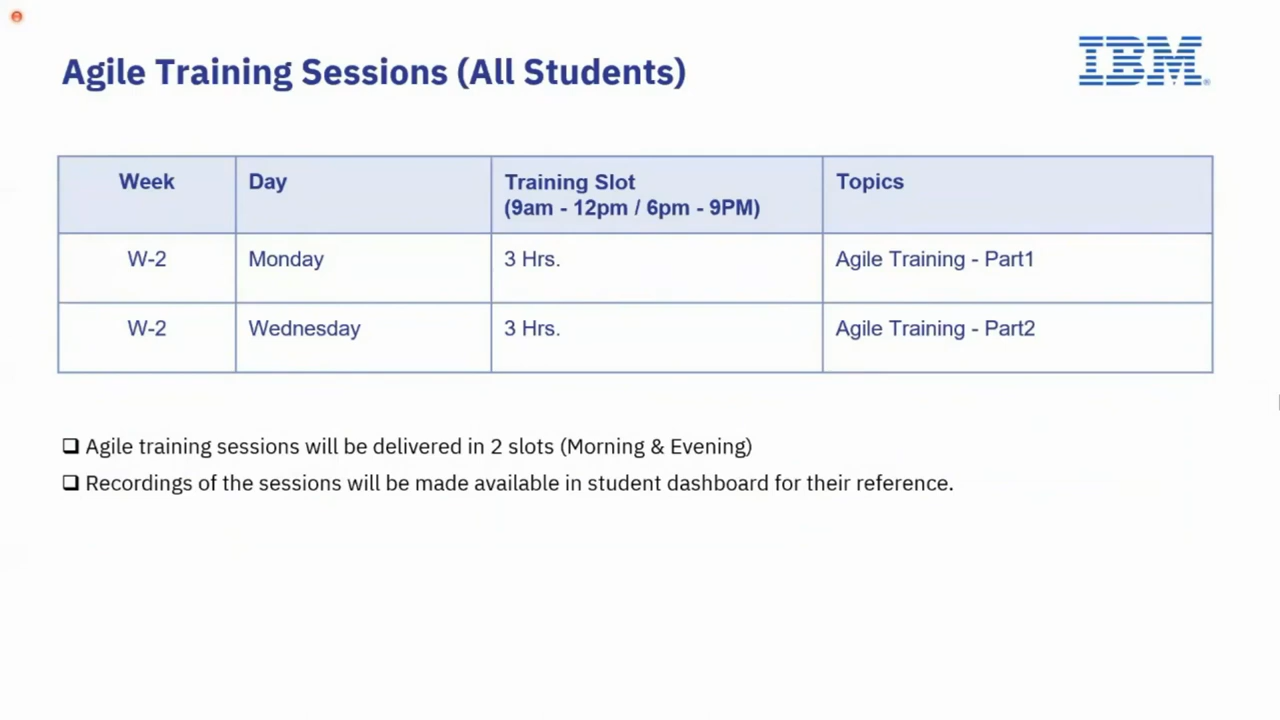 Agile Training Sessions (All Students)
IBM
Week Day Training Slot Topics
(9am - 12pm / 6pm - 9PM)
W-2 Monday 3 Hrs. Agile Training - Part1
W-2 Wednesday 3 Hrs. Agile Training - Part2
Agile training sessions will be delivered in 2 slots (Morning & Evening)
Recordings of the sessions will be made available in student dashboard for their reference.